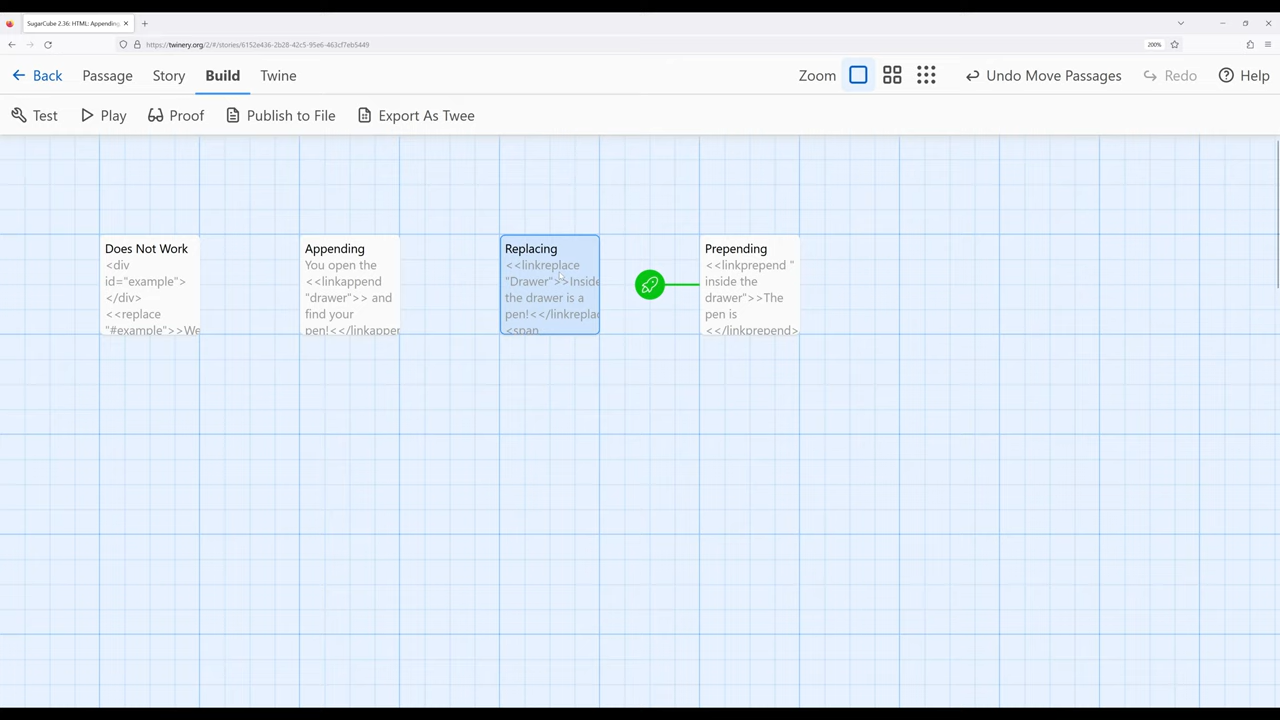 SugarCube 2.36: HTML: Appending
https://twinery.org/2/#/stories/6152e436-2b28-42c5-95e6-463cf7eb5449
200%
Back
Passage
Story
Build
Twine
Zoom
Undo Move Passages
Redo
Help
Test
Play
Proof
Publish to File
Export As Twee
Does Not Work
<div
id="example">
</div>
<<replace
"#example">>We
Appending
You open the
<<linkappend
"drawer">> and
find your
pen!<</linkapper
Replacing
<<linkreplace
"Drawer">>Inside
the drawer is a
pen!<</linkreplac
<span
Prepending
<<linkprepend "
inside the
drawer">>The
pen is
<</linkprepend>